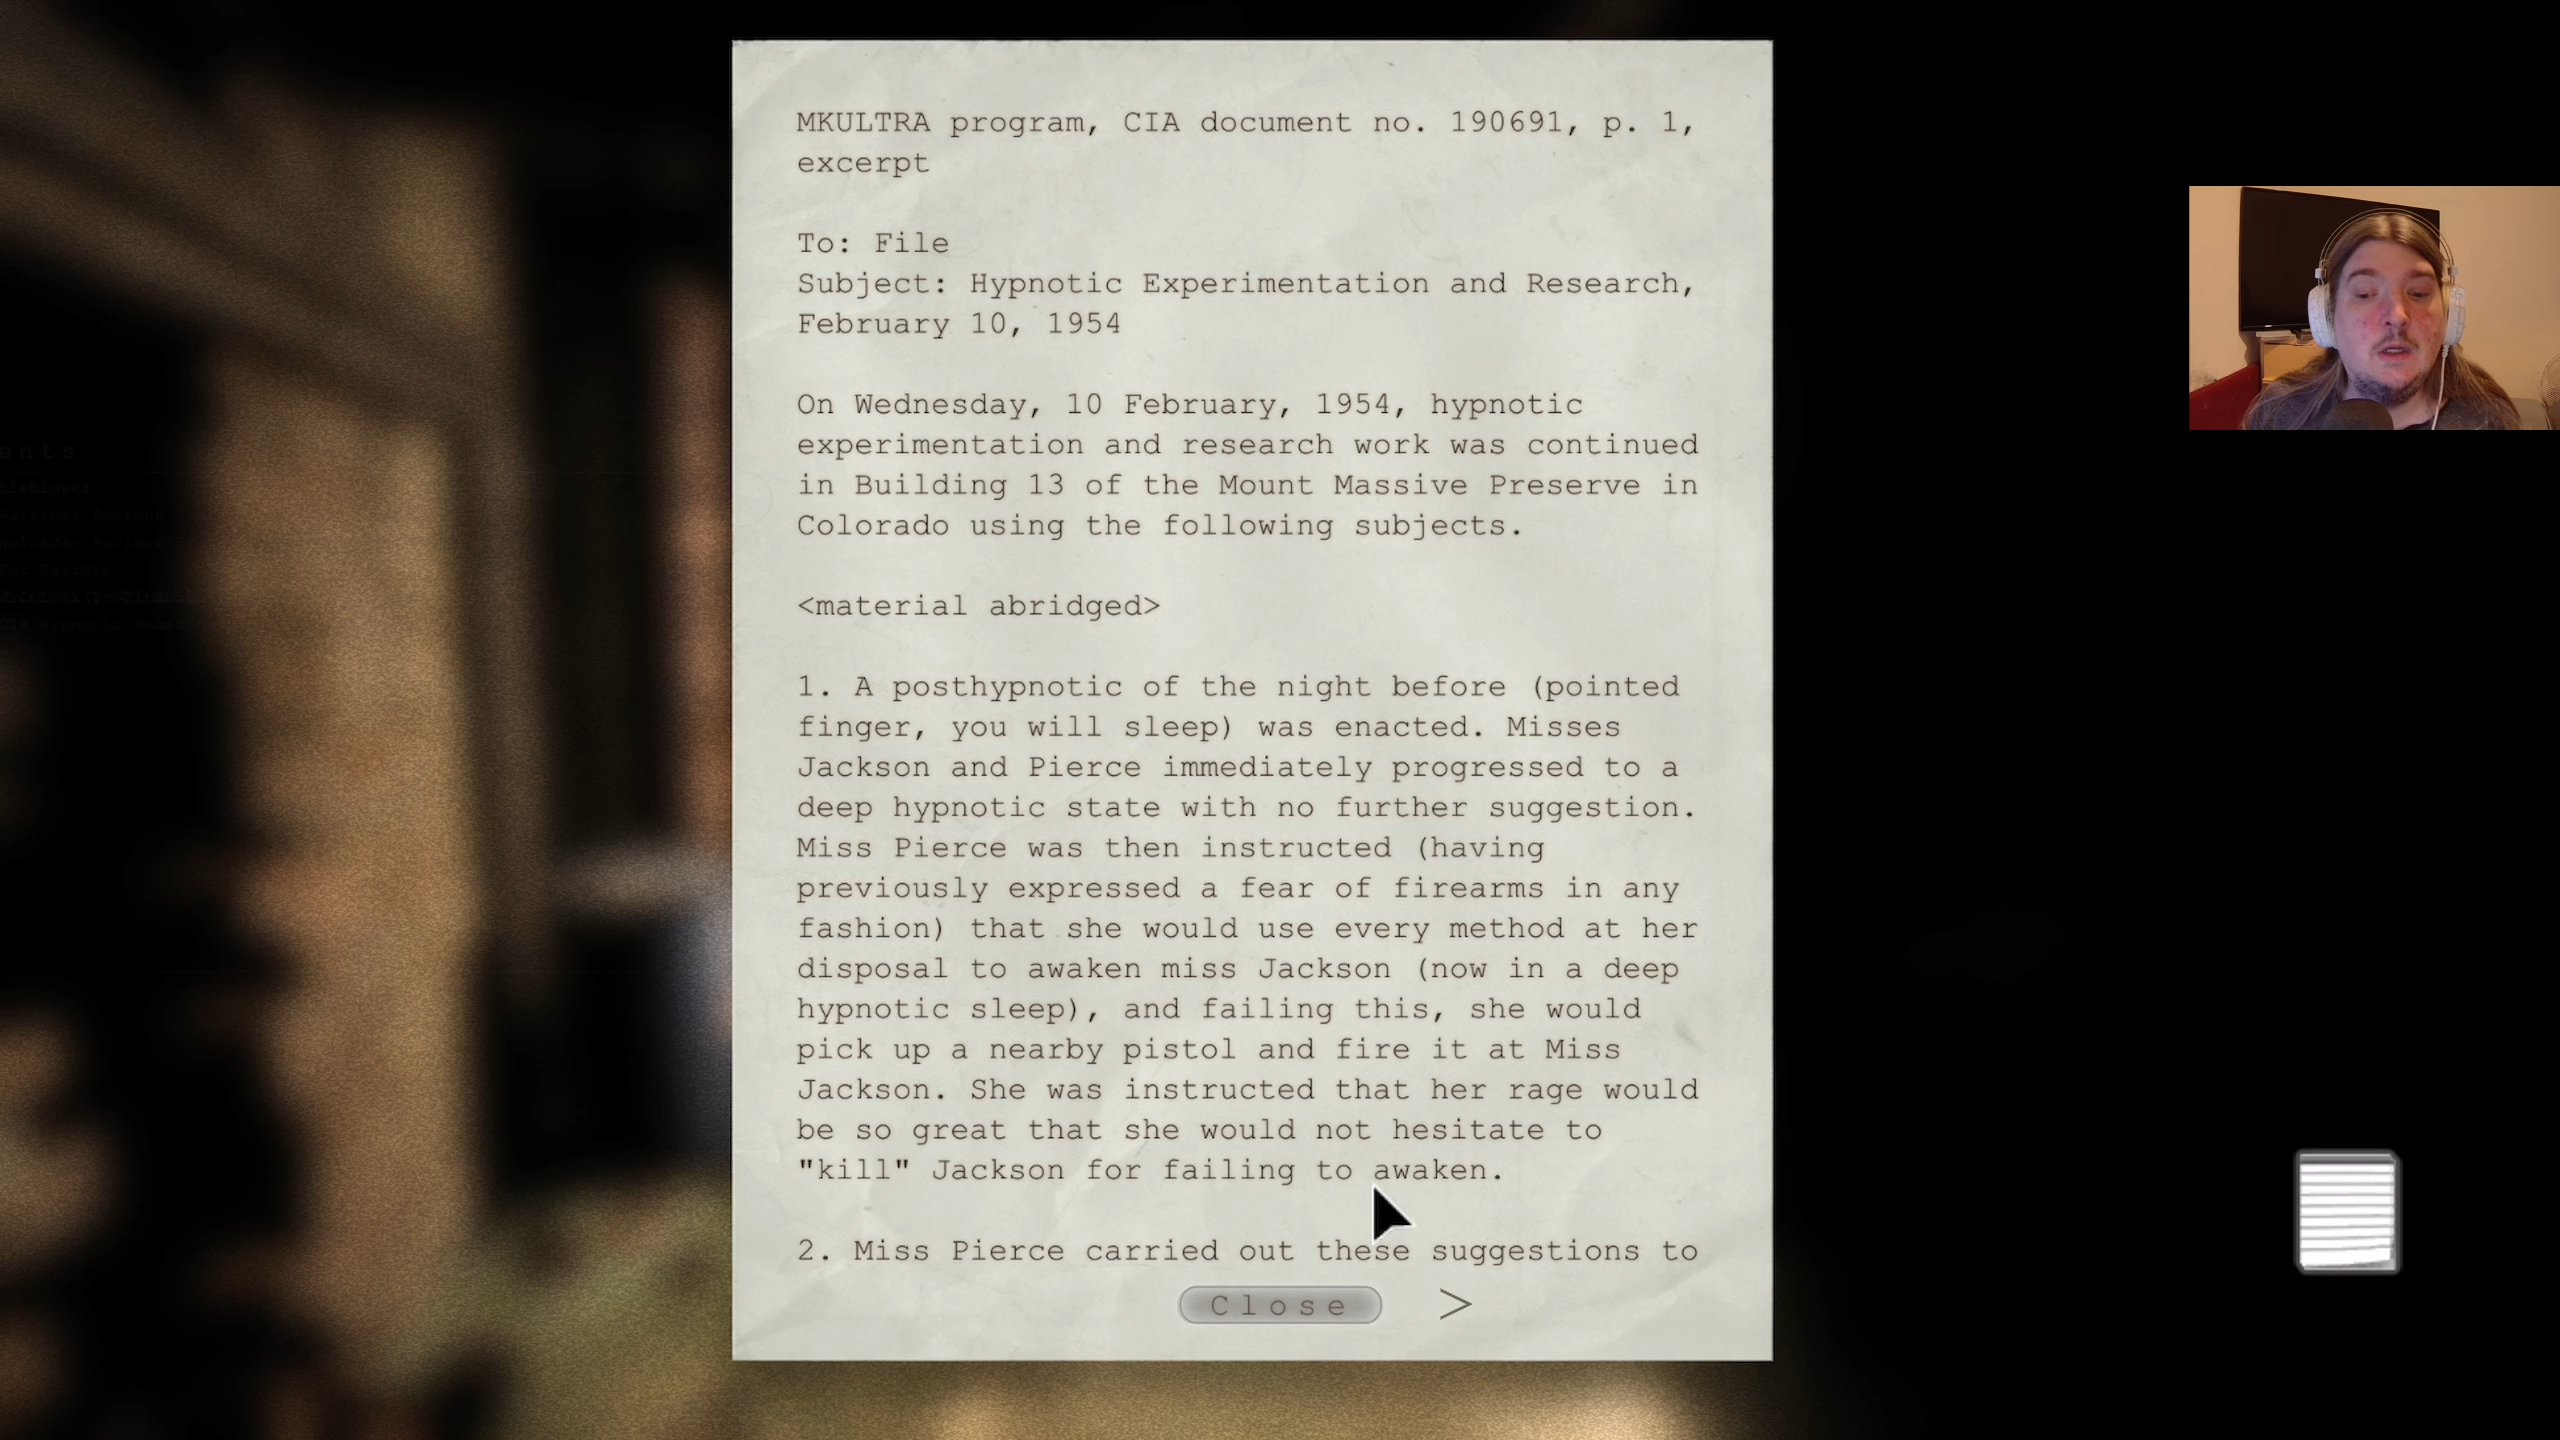 MKULTRA program, CIA document no. 190691, p. 1,
excerpt
To: File
Subject: Hypnotic Experimentation and Research,
February 10, 1954
On Wednesday, 10 February, 1954, hypnotic
experimentation and research work was continued
in Building 13 of the Mount Massive Preserve in
Colorado using the following subjects.
<material abridged>
1. A posthypnotic of the night before (pointed
finger, you will sleep) was enacted. Misses
Jackson and Pierce immediately progressed to a
deep hypnotic state with no further suggestion.
Miss Pierce was then instructed (having
previously expressed a fear of firearms in any
fashion) that she would use every method at her
disposal to awaken miss Jackson (now in a deep
hypnotic sleep), and failing this, she would
pick up a nearby pistol and fire it at Miss
Jackson. She was instructed that her rage would
be so great that she would not hesitate to
"kill" Jackson for failing to awaken.
2. Miss Pierce carried out these suggestions to
Close >